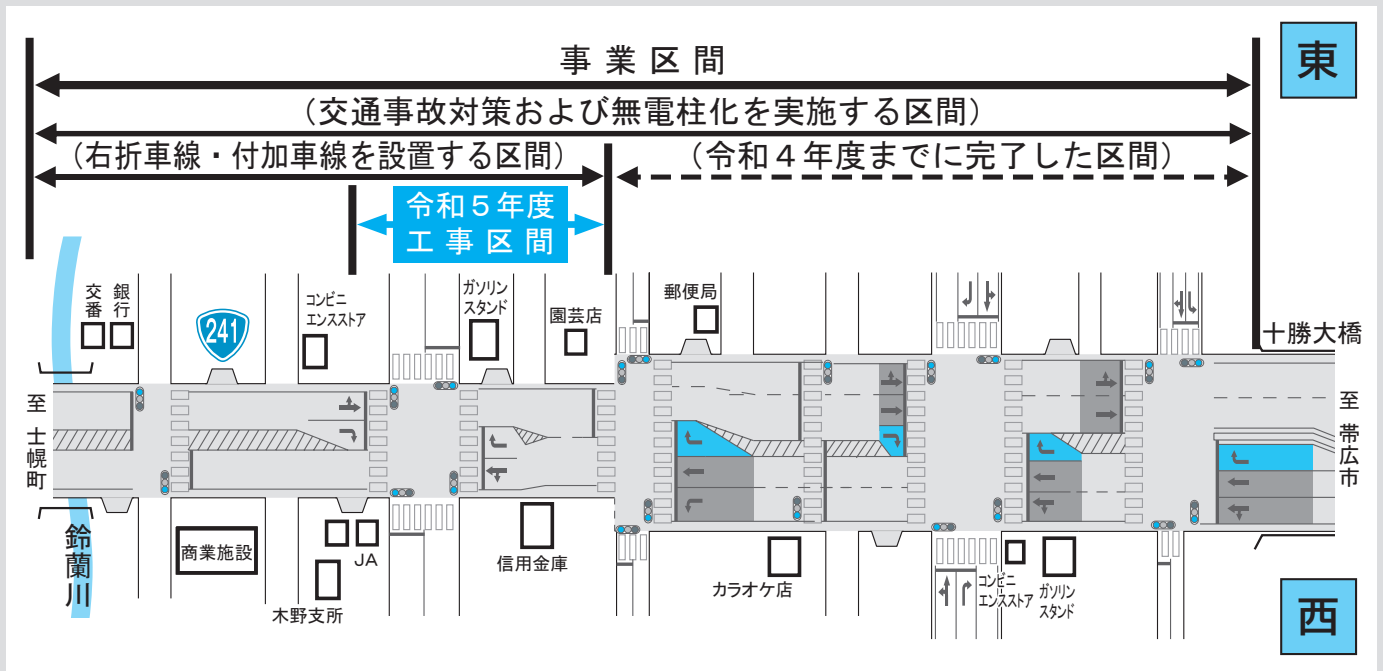 東
事業区間
（交通事故対策および無電柱化を実施する区間）
（右折車線・付加車線を設置する区間）
（令和４年度までに完了した区間）
令和５年度
工事区間
交番
銀行
241
コンビニ
エンスストア
ガソリン
スタンド
園芸店
郵便局
十勝大橋
至 士幌町
至 帯広市
鈴蘭川
商業施設
木野支所
JA
信用金庫
カラオケ店
コンビニ
エンスストア
ガソリン
スタンド
西